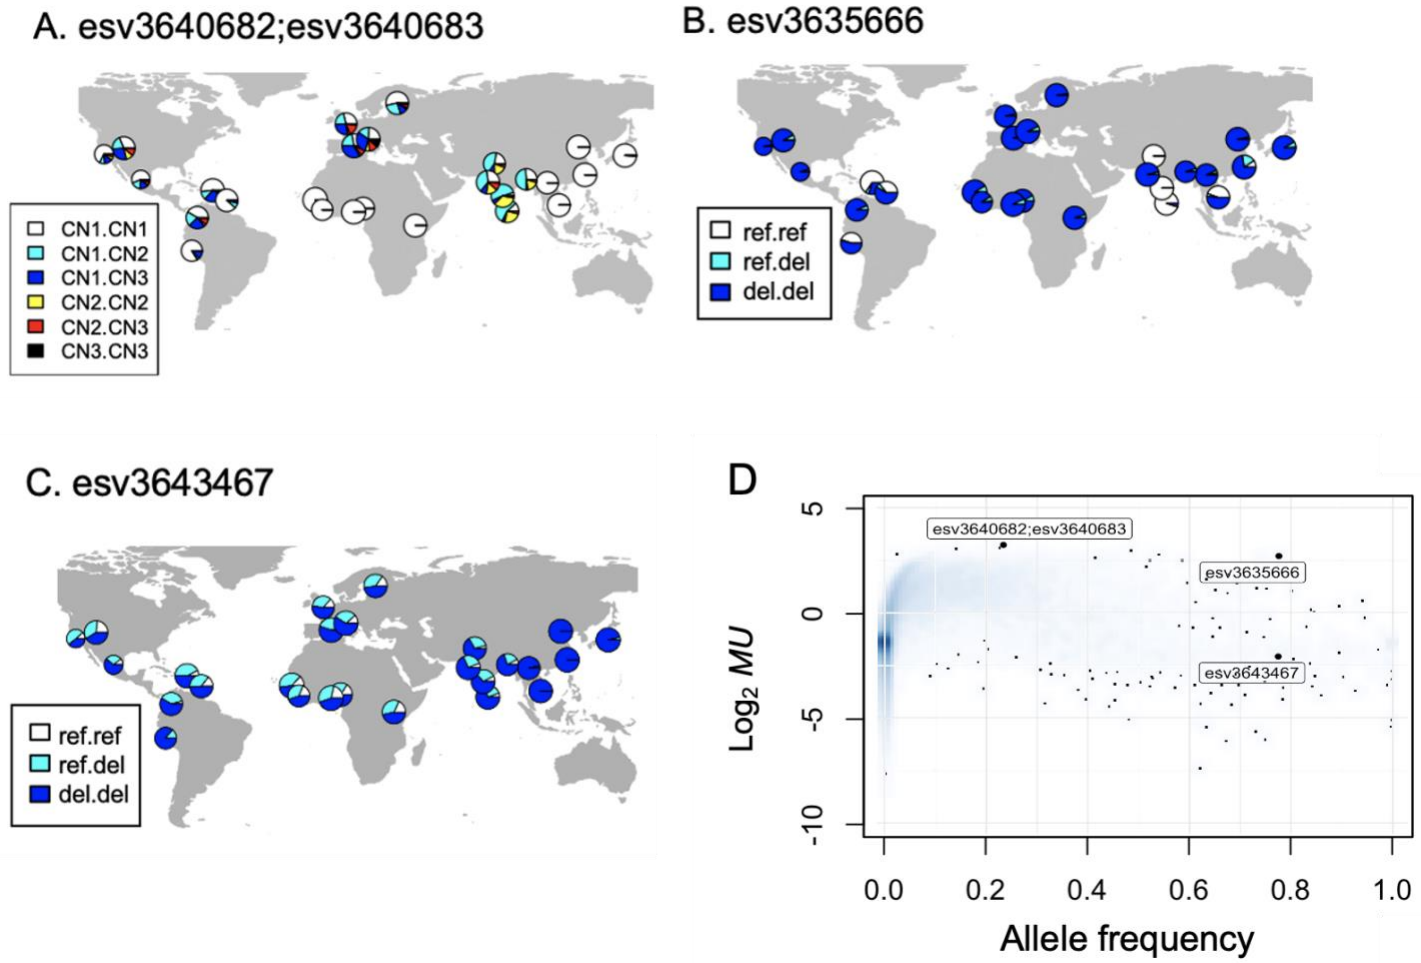 A. esv3640682;esv3640683
CN1.CN1
CN1.CN2
CN1.CN3
CN2.CN2
CN2.CN3
CN3.CN3
B. esv3635666
ref.ref
ref.del
del.del
C. esv3643467
ref.ref
ref.del
del.del
D
Log2 MU
5
0
-5
-10
esv3640682;esv3640683
esv3635666
esv3643467
0.0 0.2 0.4 0.6 0.8 1.0
Allele frequency